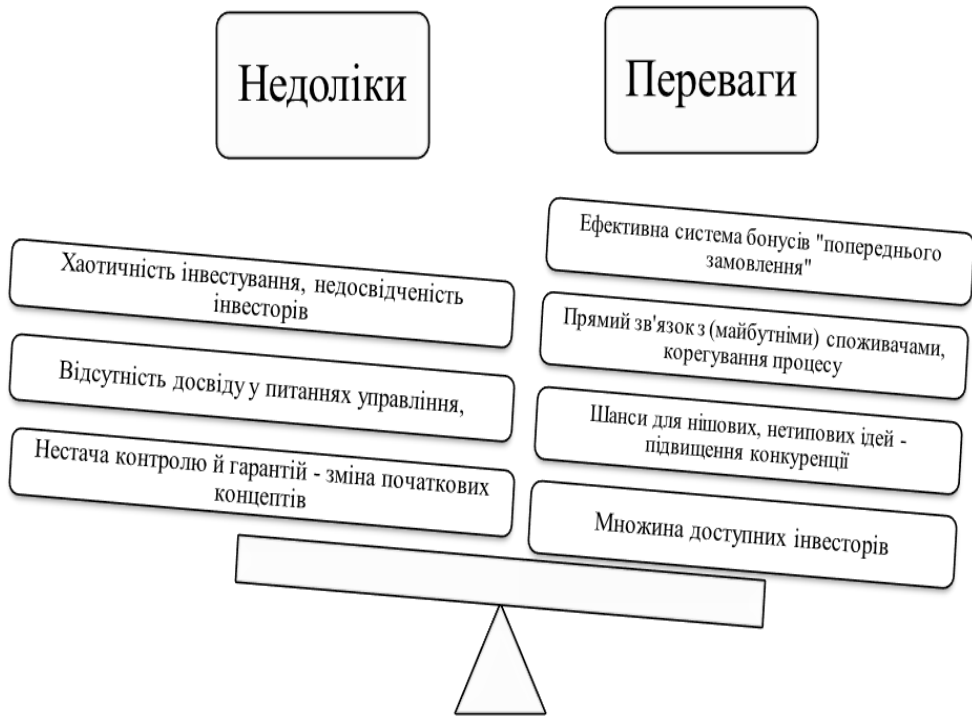 Недоліки
Хаотичність інвестування, недосвідченість
інвесторів
Відсутність досвіду у питаннях управління,
Нестача контролю й гарантій - зміна початкових
концептів
Переваги
Ефективна система бонусів "попереднього
замовлення"
Прямий зв'язок з (майбутніми) споживачами,
корегування процесу
Шанси для нішових, нетипових ідей -
підвищення конкуренції
Множина доступних інвесторів